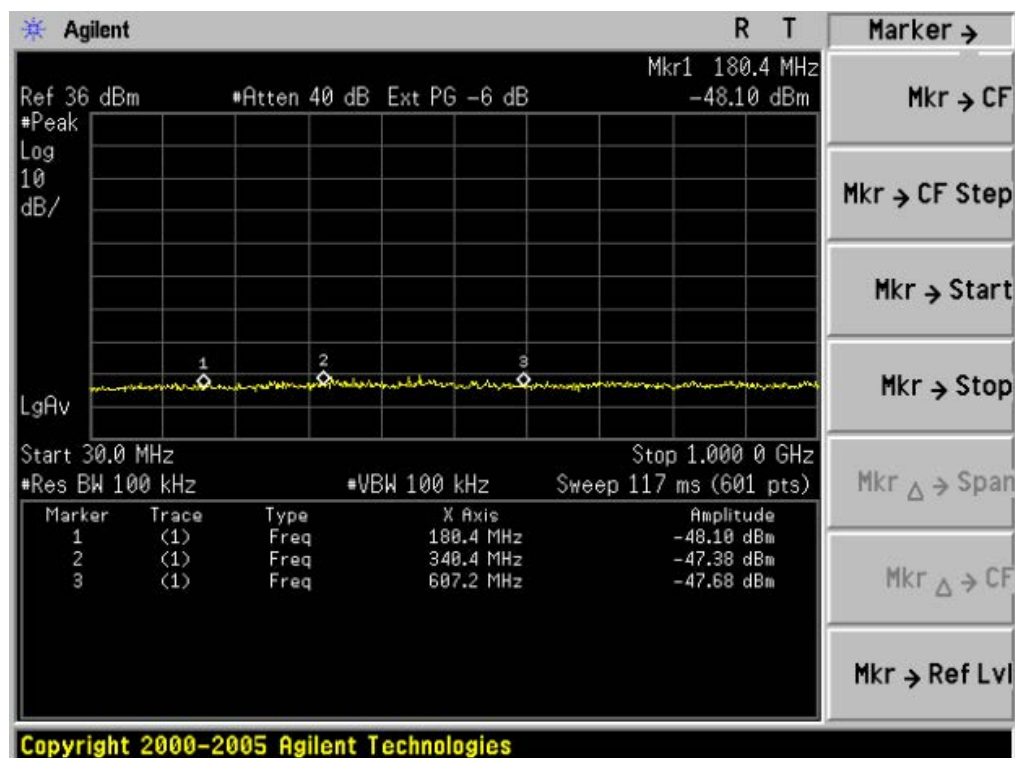 Agilent R T
Mkr1 180.4 MHz
Ref 36 dBm #Atten 40 dB Ext PG -6 dB -48.10 dBm
#Peak
Log
10
dB/
1 2 3
LgAv
Start 30.0 MHz Stop 1.000 0 GHz
#Res BW 100 kHz #VBW 100 kHz Sweep 117 ms (601 pts)
Marker Trace Type X Axis Amplitude
1 (1) Freq 180.4 MHz -48.10 dBm
2 (1) Freq 340.4 MHz -47.38 dBm
3 (1) Freq 607.2 MHz -47.68 dBm
Marker →
Mkr → CF
Mkr → CF Step
Mkr → Start
Mkr → Stop
Mkr △ → Span
Mkr △ → CF
Mkr → Ref Lvl
Copyright 2000-2005 Agilent Technologies